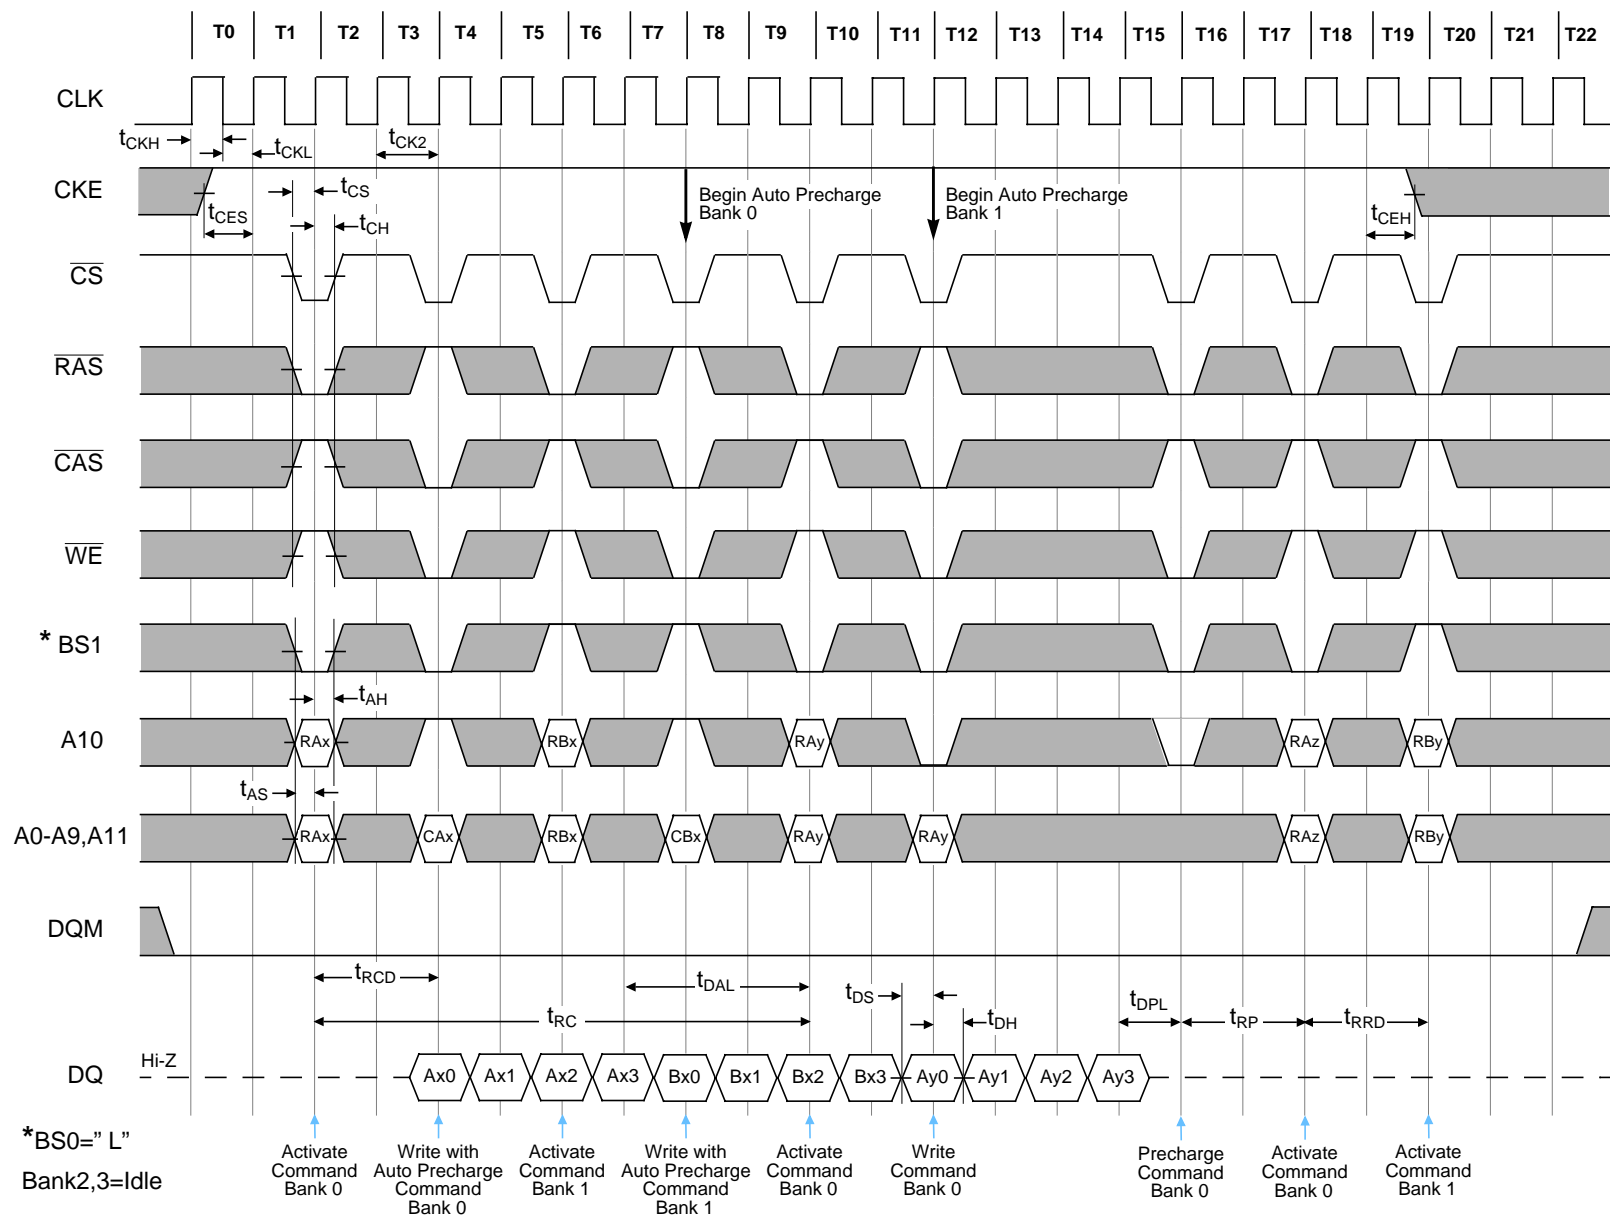 T0 T1 T2 T3 T4 T5 T6 T7 T8 T9 T10 T11 T12 T13 T14 T15 T16 T17 T18 T19 T20 T21 T22
CLK
tCKH
tCKL
tCK2
CKE
tCS
tCES
tCH
Begin Auto Precharge
Bank 0
Begin Auto Precharge
Bank 1
tCEH
CS
RAS
CAS
WE
* BS1
tAH
A10
RAx RBx RAy RAz RBy
tAS
A0-A9,A11
RAx CAx RBx CBx RAy RAy RAz RBy
DQM
tRCD
tDAL
tDS
tDPL
tRC
tDH
tRP
tRRD
Hi-Z
DQ
Ax0 Ax1 Ax2 Ax3 Bx0 Bx1 Bx2 Bx3 Ay0 Ay1 Ay2 Ay3
*BS0=” L”
Bank2,3=Idle
Activate
Command
Bank 0
Write with
Auto Precharge
Command
Bank 0
Activate
Command
Bank 1
Write with
Auto Precharge
Command
Bank 1
Activate
Command
Bank 0
Write
Command
Bank 0
Precharge
Command
Bank 0
Activate
Command
Bank 0
Activate
Command
Bank 1